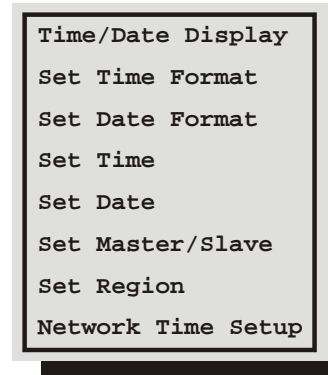 Time/Date Display
Set Time Format
Set Date Format
Set Time
Set Date
Set Master/Slave
Set Region
Network Time Setup